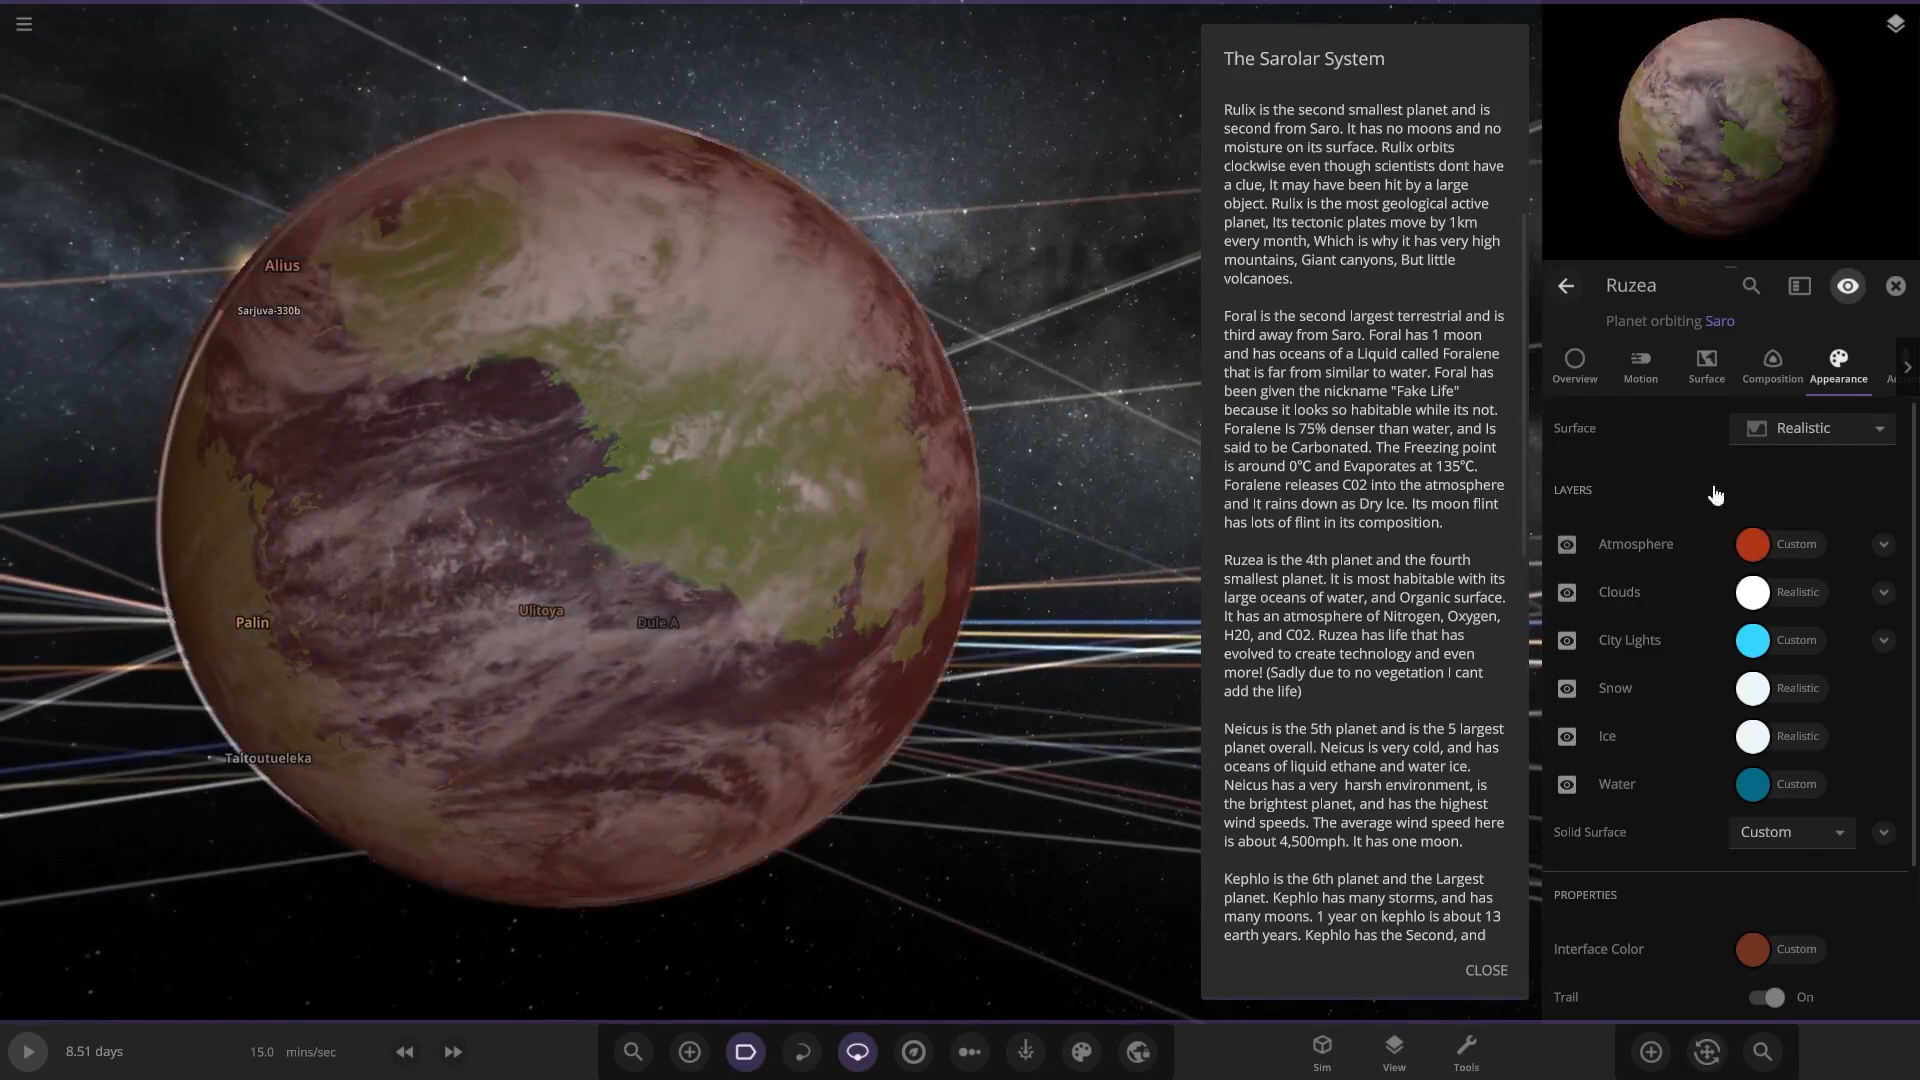 The Sarolar System
Rulix is the second smallest planet and is
second from Saro. It has no moons and no
moisture on its surface. Rulix orbits
clockwise even though scientists dont have
a clue, It may have been hit by a large
object. Rulix is the most geological active
planet, Its tectonic plates move by 1km
every month, Which is why it has very high
mountains, Giant canyons, But little
volcanoes.
Foral is the second largest terrestrial and is
third away from Saro. Foral has 1 moon
and has oceans of a Liquid called Foralene
that is far from similar to water. Foral has
been given the nickname "Fake Life"
because it looks so habitable while its not.
Foralene Is 75% denser than water, and Is
said to be Carbonated. The Freezing point
is around 0℃ and Evaporates at 135℃.
Foralene releases C02 into the atmosphere
and It rains down as Dry Ice. Its moon flint
has lots of flint in its composition.
Ruzea is the 4th planet and the fourth
smallest planet. It is most habitable with its
large oceans of water, and Organic surface.
It has an atmosphere of Nitrogen, Oxygen,
H20, and C02. Ruzea has life that has
evolved to create technology and even
more! (Sadly due to no vegetation I cant
add the life)
Neicus is the 5th planet and is the 5 largest
planet overall. Neicus is very cold, and has
oceans of liquid ethane and water ice.
Neicus has a very  harsh environment, is
the brightest planet, and has the highest
wind speeds. The average wind speed here
is about 4,500mph. It has one moon.
Kephlo is the 6th planet and the Largest
planet. Kephlo has many storms, and has
many moons. 1 year on kephlo is about 13
earth years. Kephlo has the Second, and
CLOSE
Alius
Sarjuva-330b
Palin
Ulitoya
Dule A
Taitoutueleka
Ruzea
Planet orbiting Saro
Overview
Motion
Surface
Composition
Appearance
Surface
Realistic
LAYERS
Atmosphere
Custom
Clouds
Realistic
City Lights
Custom
Snow
Realistic
Ice
Realistic
Water
Custom
Solid Surface
Custom
PROPERTIES
Interface Color
Custom
Trail
On
8.51 days
15.0 mins/sec
Sim
View
Tools